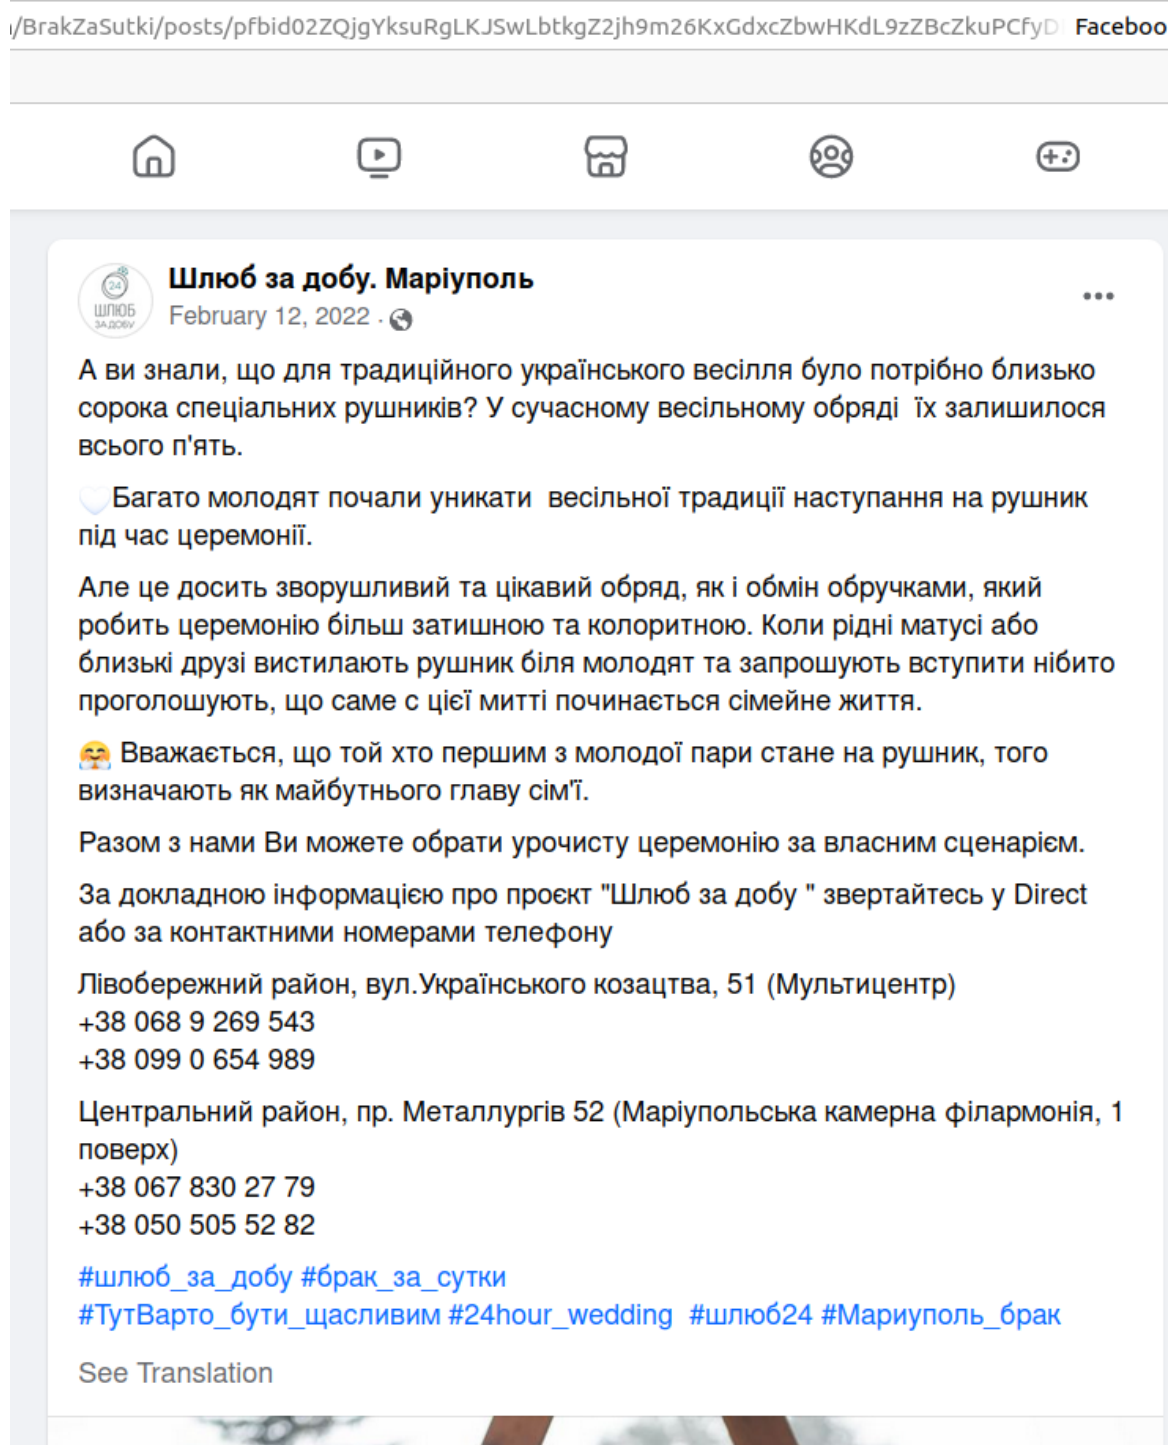 /BrakZaSutki/posts/pfbid02ZQjgYksuRgLKJSwLbtkgZ2jh9m26KxGdxcZbwHKdL9zZBcZkuPCfyD Faceboo
24
ШЛЮБ
ЗА ДОБУ
Шлюб за добу. Маріуполь
February 12, 2022 ·
А ви знали, що для традиційного українського весілля було потрібно близько
сорока спеціальних рушників? У сучасному весільному обряді  їх залишилося
всього п'ять.
🤍Багато молодят почали уникати  весільної традиції наступання на рушник
під час церемонії.
Але це досить зворушливий та цікавий обряд, як і обмін обручками, який
робить церемонію більш затишною та колоритною. Коли рідні матусі або
близькі друзі вистилають рушник біля молодят та запрошують вступити нібито
проголошують, що саме с цієї митті починається сімейне життя.
🤗 Вважається, що той хто першим з молодої пари стане на рушник, того
визначають як майбутнього главу сім'ї.
Разом з нами Ви можете обрати урочисту церемонію за власним сценарієм.
За докладною інформацією про проєкт "Шлюб за добу " звертайтесь у Direct
або за контактними номерами телефону
Лівобережний район, вул.Українського козацтва, 51 (Мультицентр)
+38 068 9 269 543
+38 099 0 654 989
Центральний район, пр. Металлургів 52 (Маріупольська камерна філармонія, 1
поверх)
+38 067 830 27 79
+38 050 505 52 82
#шлюб_за_добу #брак_за_сутки
#ТутВарто_бути_щасливим #24hour_wedding  #шлюб24 #Мариуполь_брак
See Translation